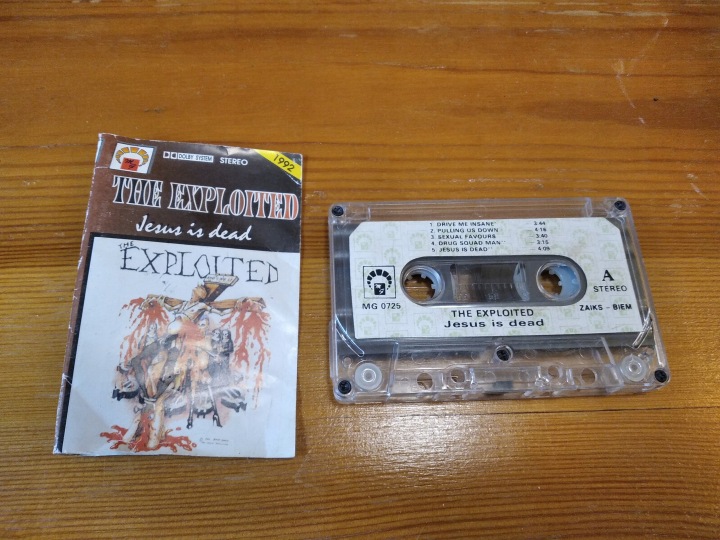 DOLBY SYSTEM STEREO
1992
THE EXPLOITED
Jesus is dead
THE
EXPLOITED
1. DRIVE ME INSANE 3:44
2. PULLING US DOWN 4:16
3. SEXUAL FAVOURS 3:40
4. DRUG SQUAD MAN 3:15
5. JESUS IS DEAD 4:09
MG 0725
A
STEREO
THE EXPLOITED
Jesus is dead
ZAIKS - BIEM